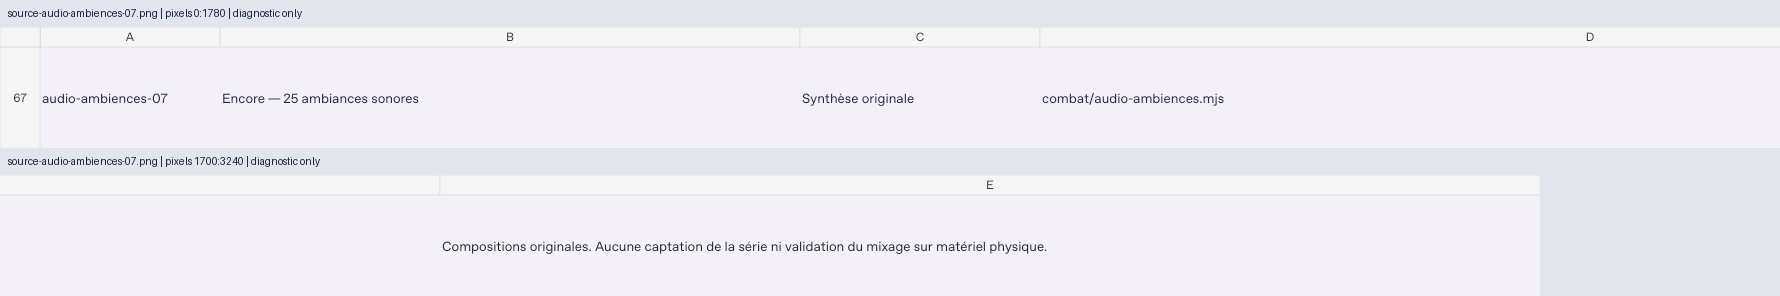 source-audio-ambiences-07.png | pixels 0:1780 | diagnostic only
A B C D
67 audio-ambiences-07 Encore — 25 ambiances sonores Synthèse originale combat/audio-ambiences.mjs
source-audio-ambiences-07.png | pixels 1700:3240 | diagnostic only
E
Compositions originales. Aucune captation de la série ni validation du mixage sur matériel physique.